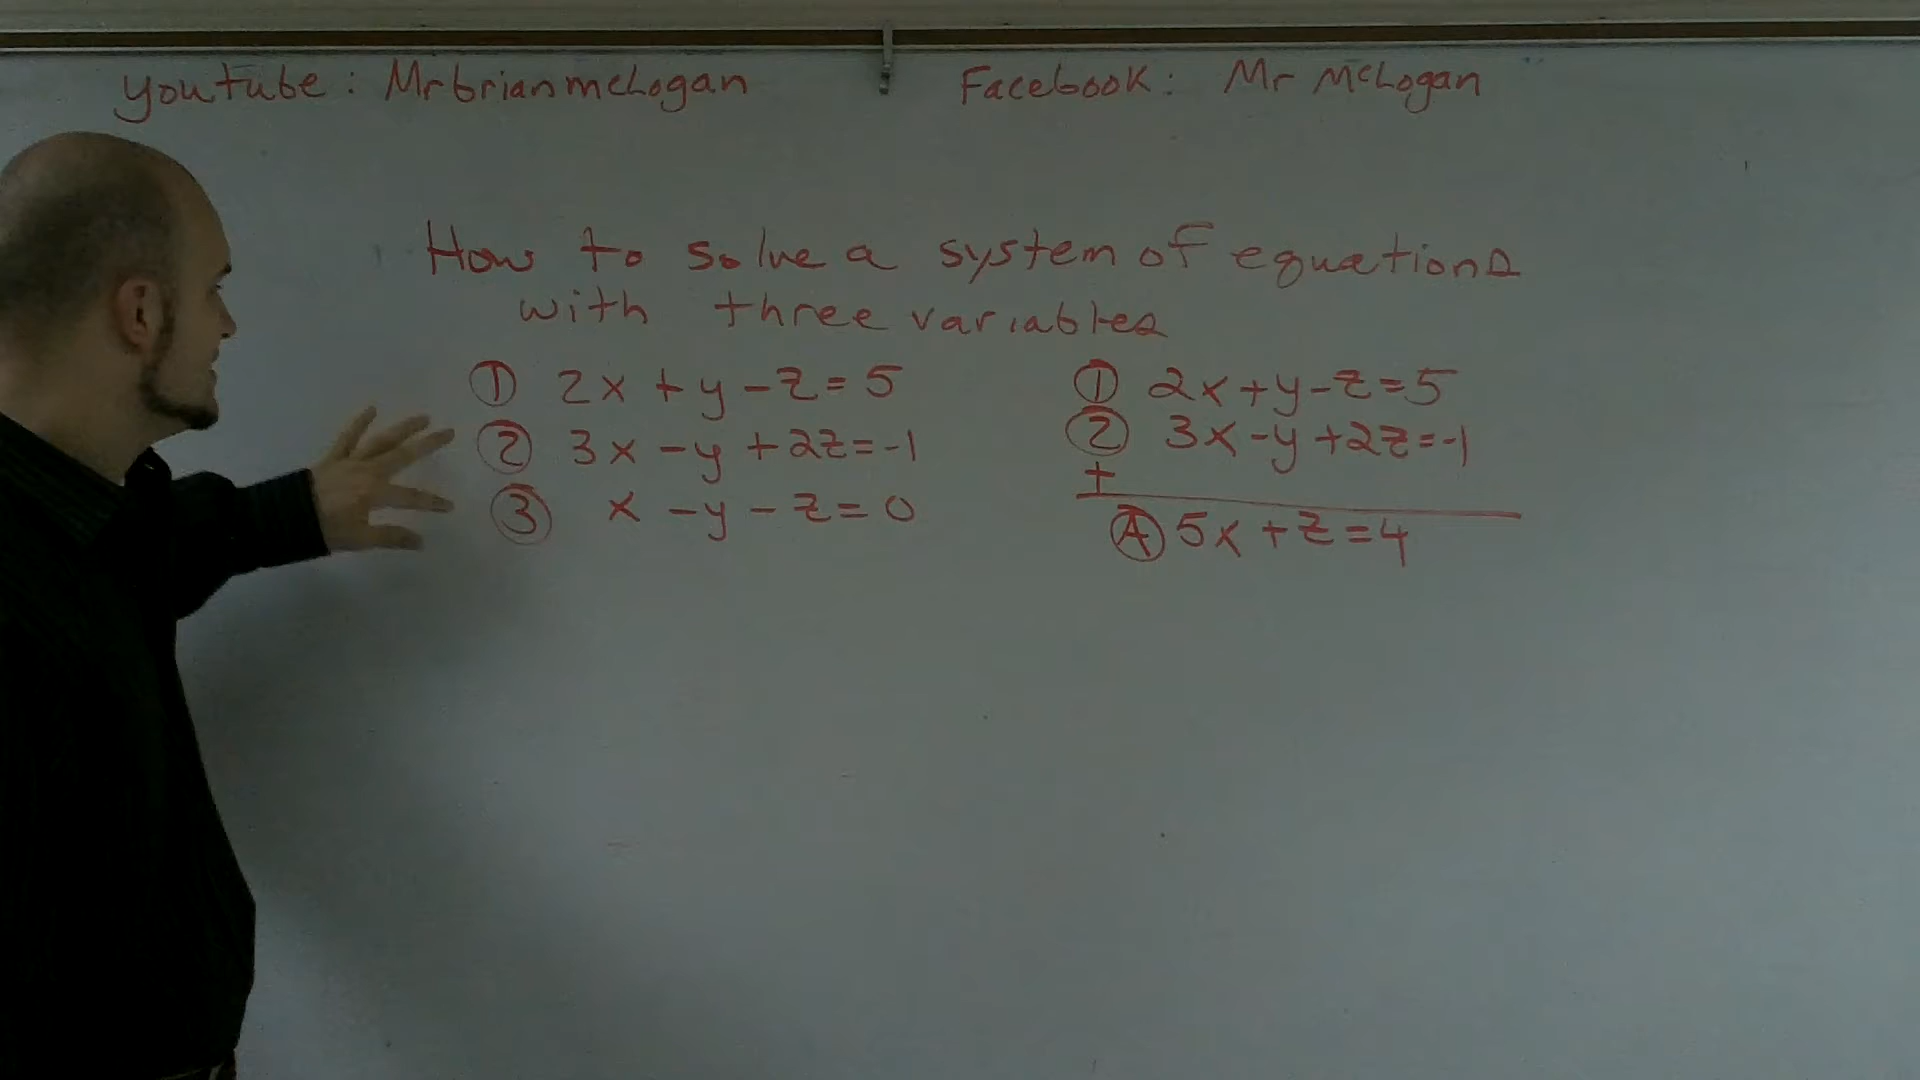 youtube: Mrbrianmclogan
Facebook: Mr McLogan
How to solve a system of equations
with three variables
① 2x + y - z = 5
② 3x - y + 2z = -1
③ x - y - z = 0
① 2x + y - z = 5
② 3x - y + 2z = -1
+
Ⓐ 5x + z = 4